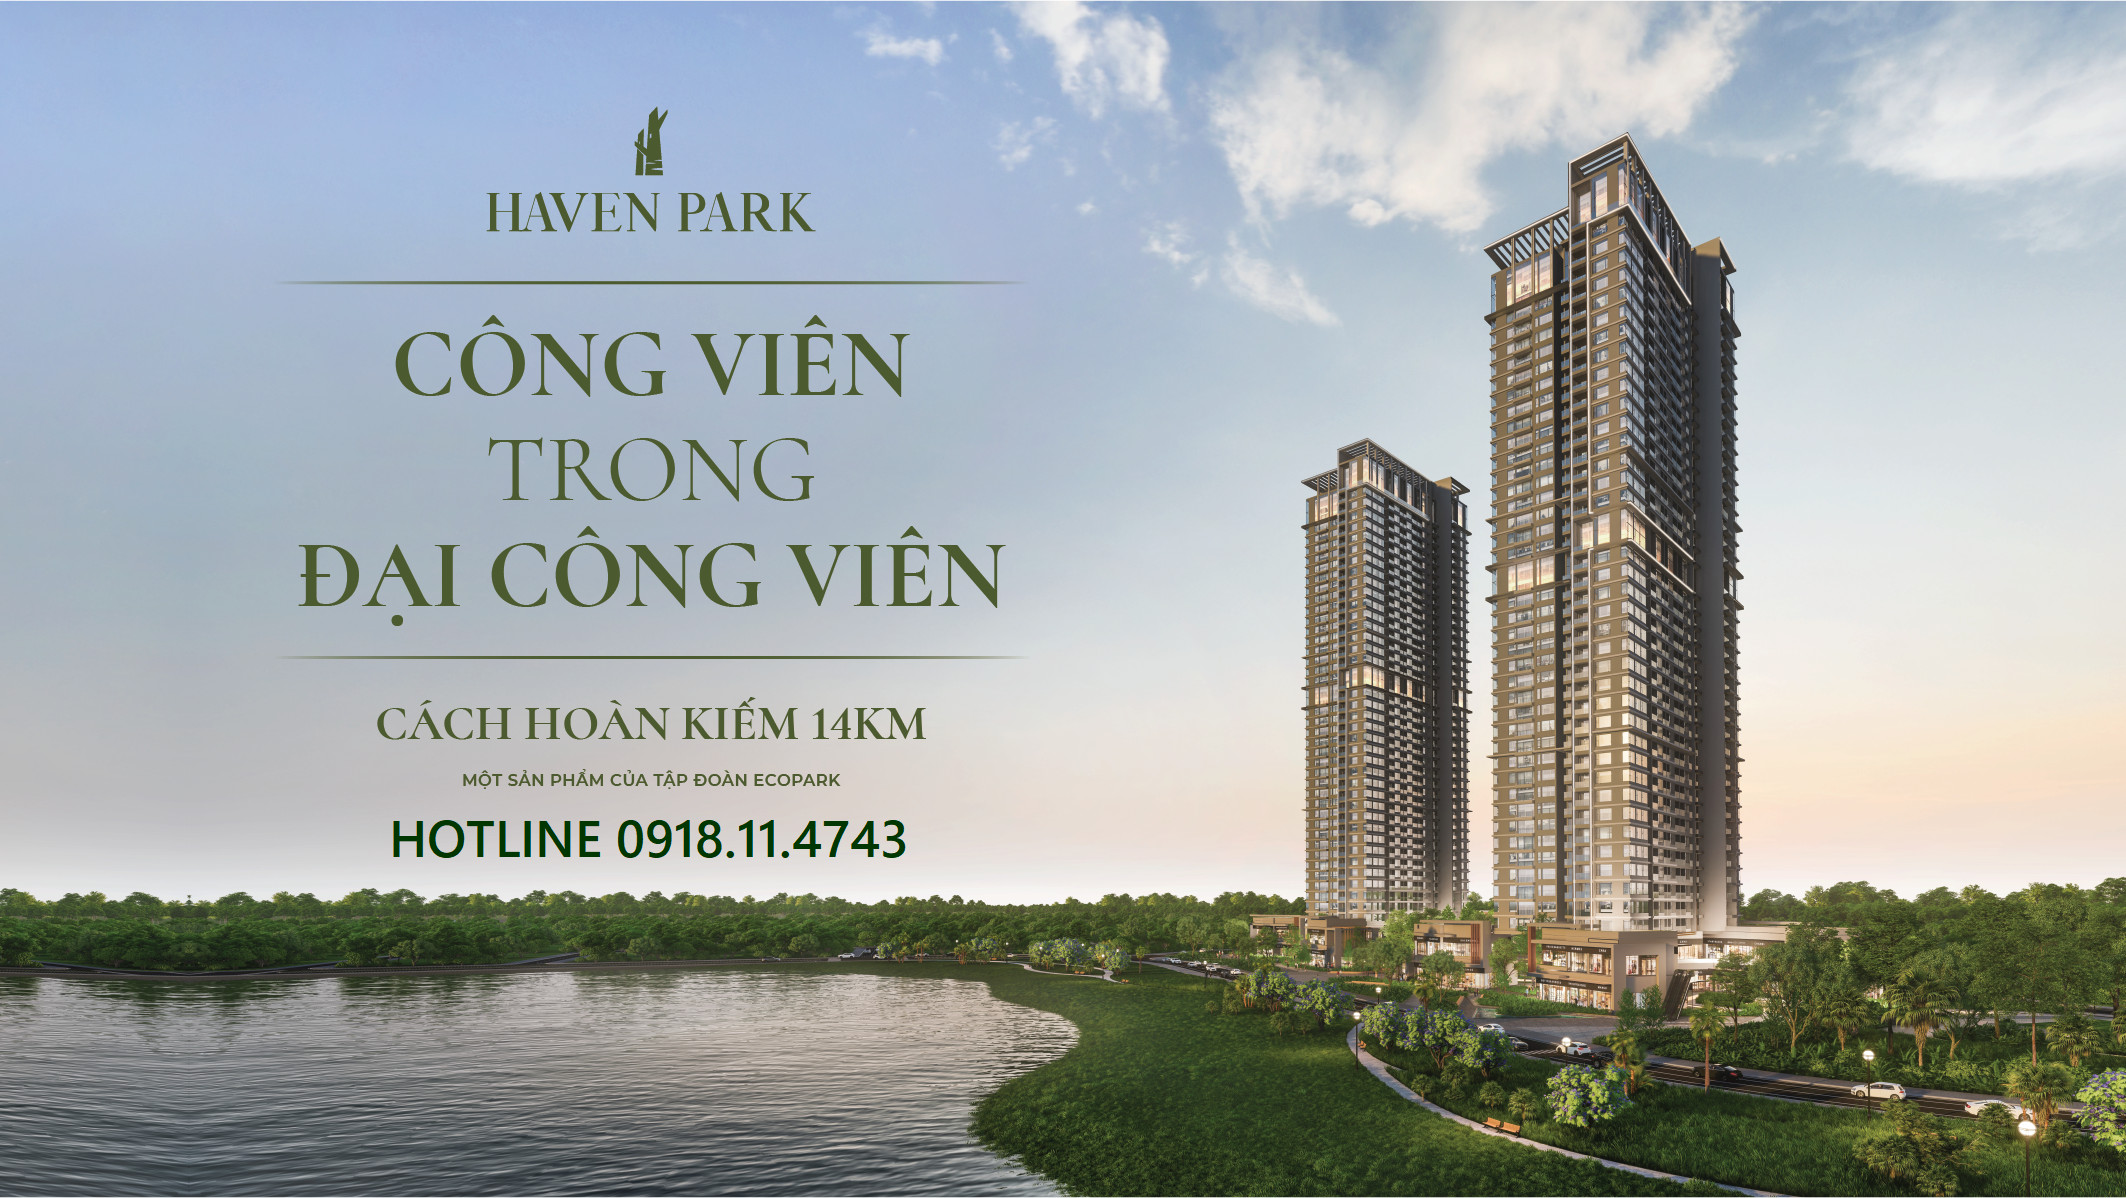 HAVEN PARK
CÔNG VIÊN
TRONG
ĐẠI CÔNG VIÊN
CÁCH HOÀN KIẾM 14KM
MỘT SẢN PHẨM CỦA TẬP ĐOÀN ECOPARK
HOTLINE 0918.11.4743